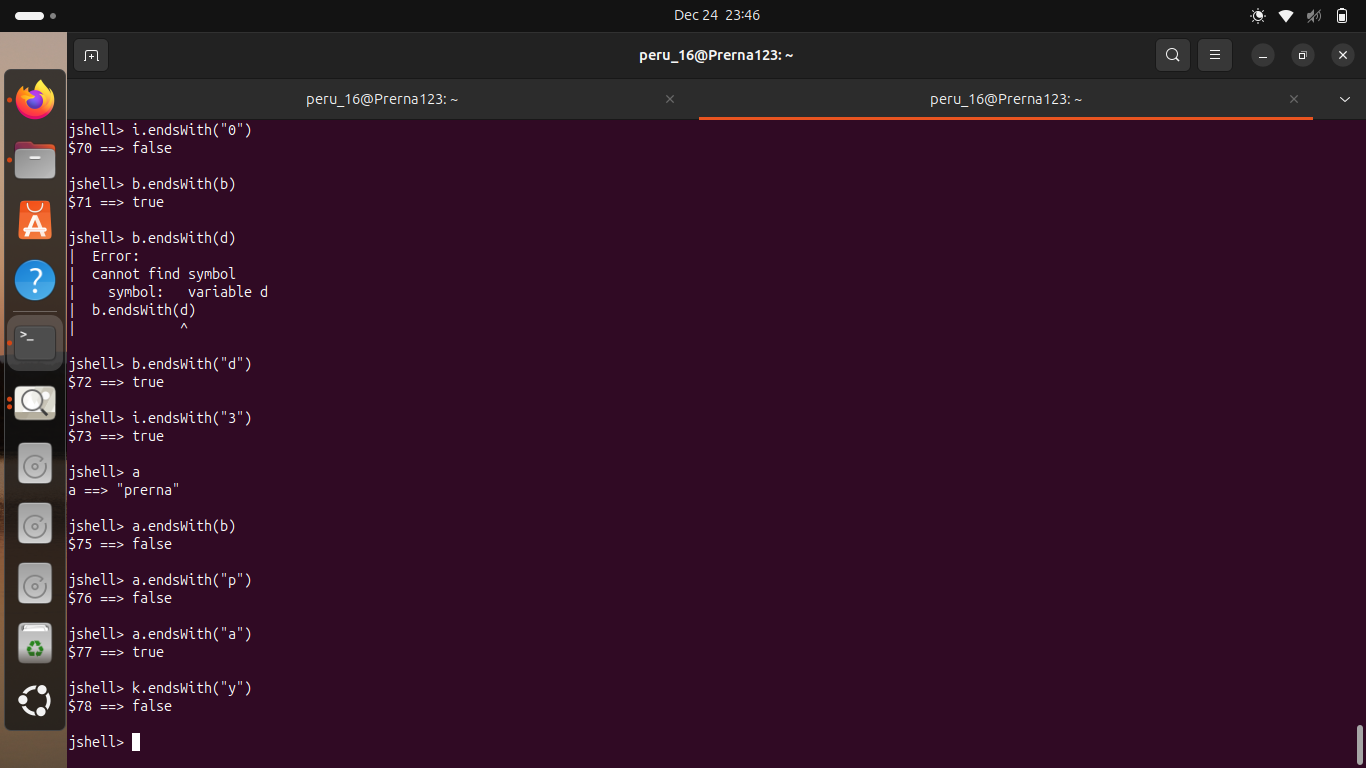 Dec 24 23:46
peru_16@Prerna123: ~
peru_16@Prerna123: ~
peru_16@Prerna123: ~
jshell> i.endsWith("0")
$70 ==> false
jshell> b.endsWith(b)
$71 ==> true
jshell> b.endsWith(d)
|  Error:
|  cannot find symbol
|    symbol:   variable d
|  b.endsWith(d)
|             ^
jshell> b.endsWith("d")
$72 ==> true
jshell> i.endsWith("3")
$73 ==> true
jshell> a
a ==> "prerna"
jshell> a.endsWith(b)
$75 ==> false
jshell> a.endsWith("p")
$76 ==> false
jshell> a.endsWith("a")
$77 ==> true
jshell> k.endsWith("y")
$78 ==> false
jshell>